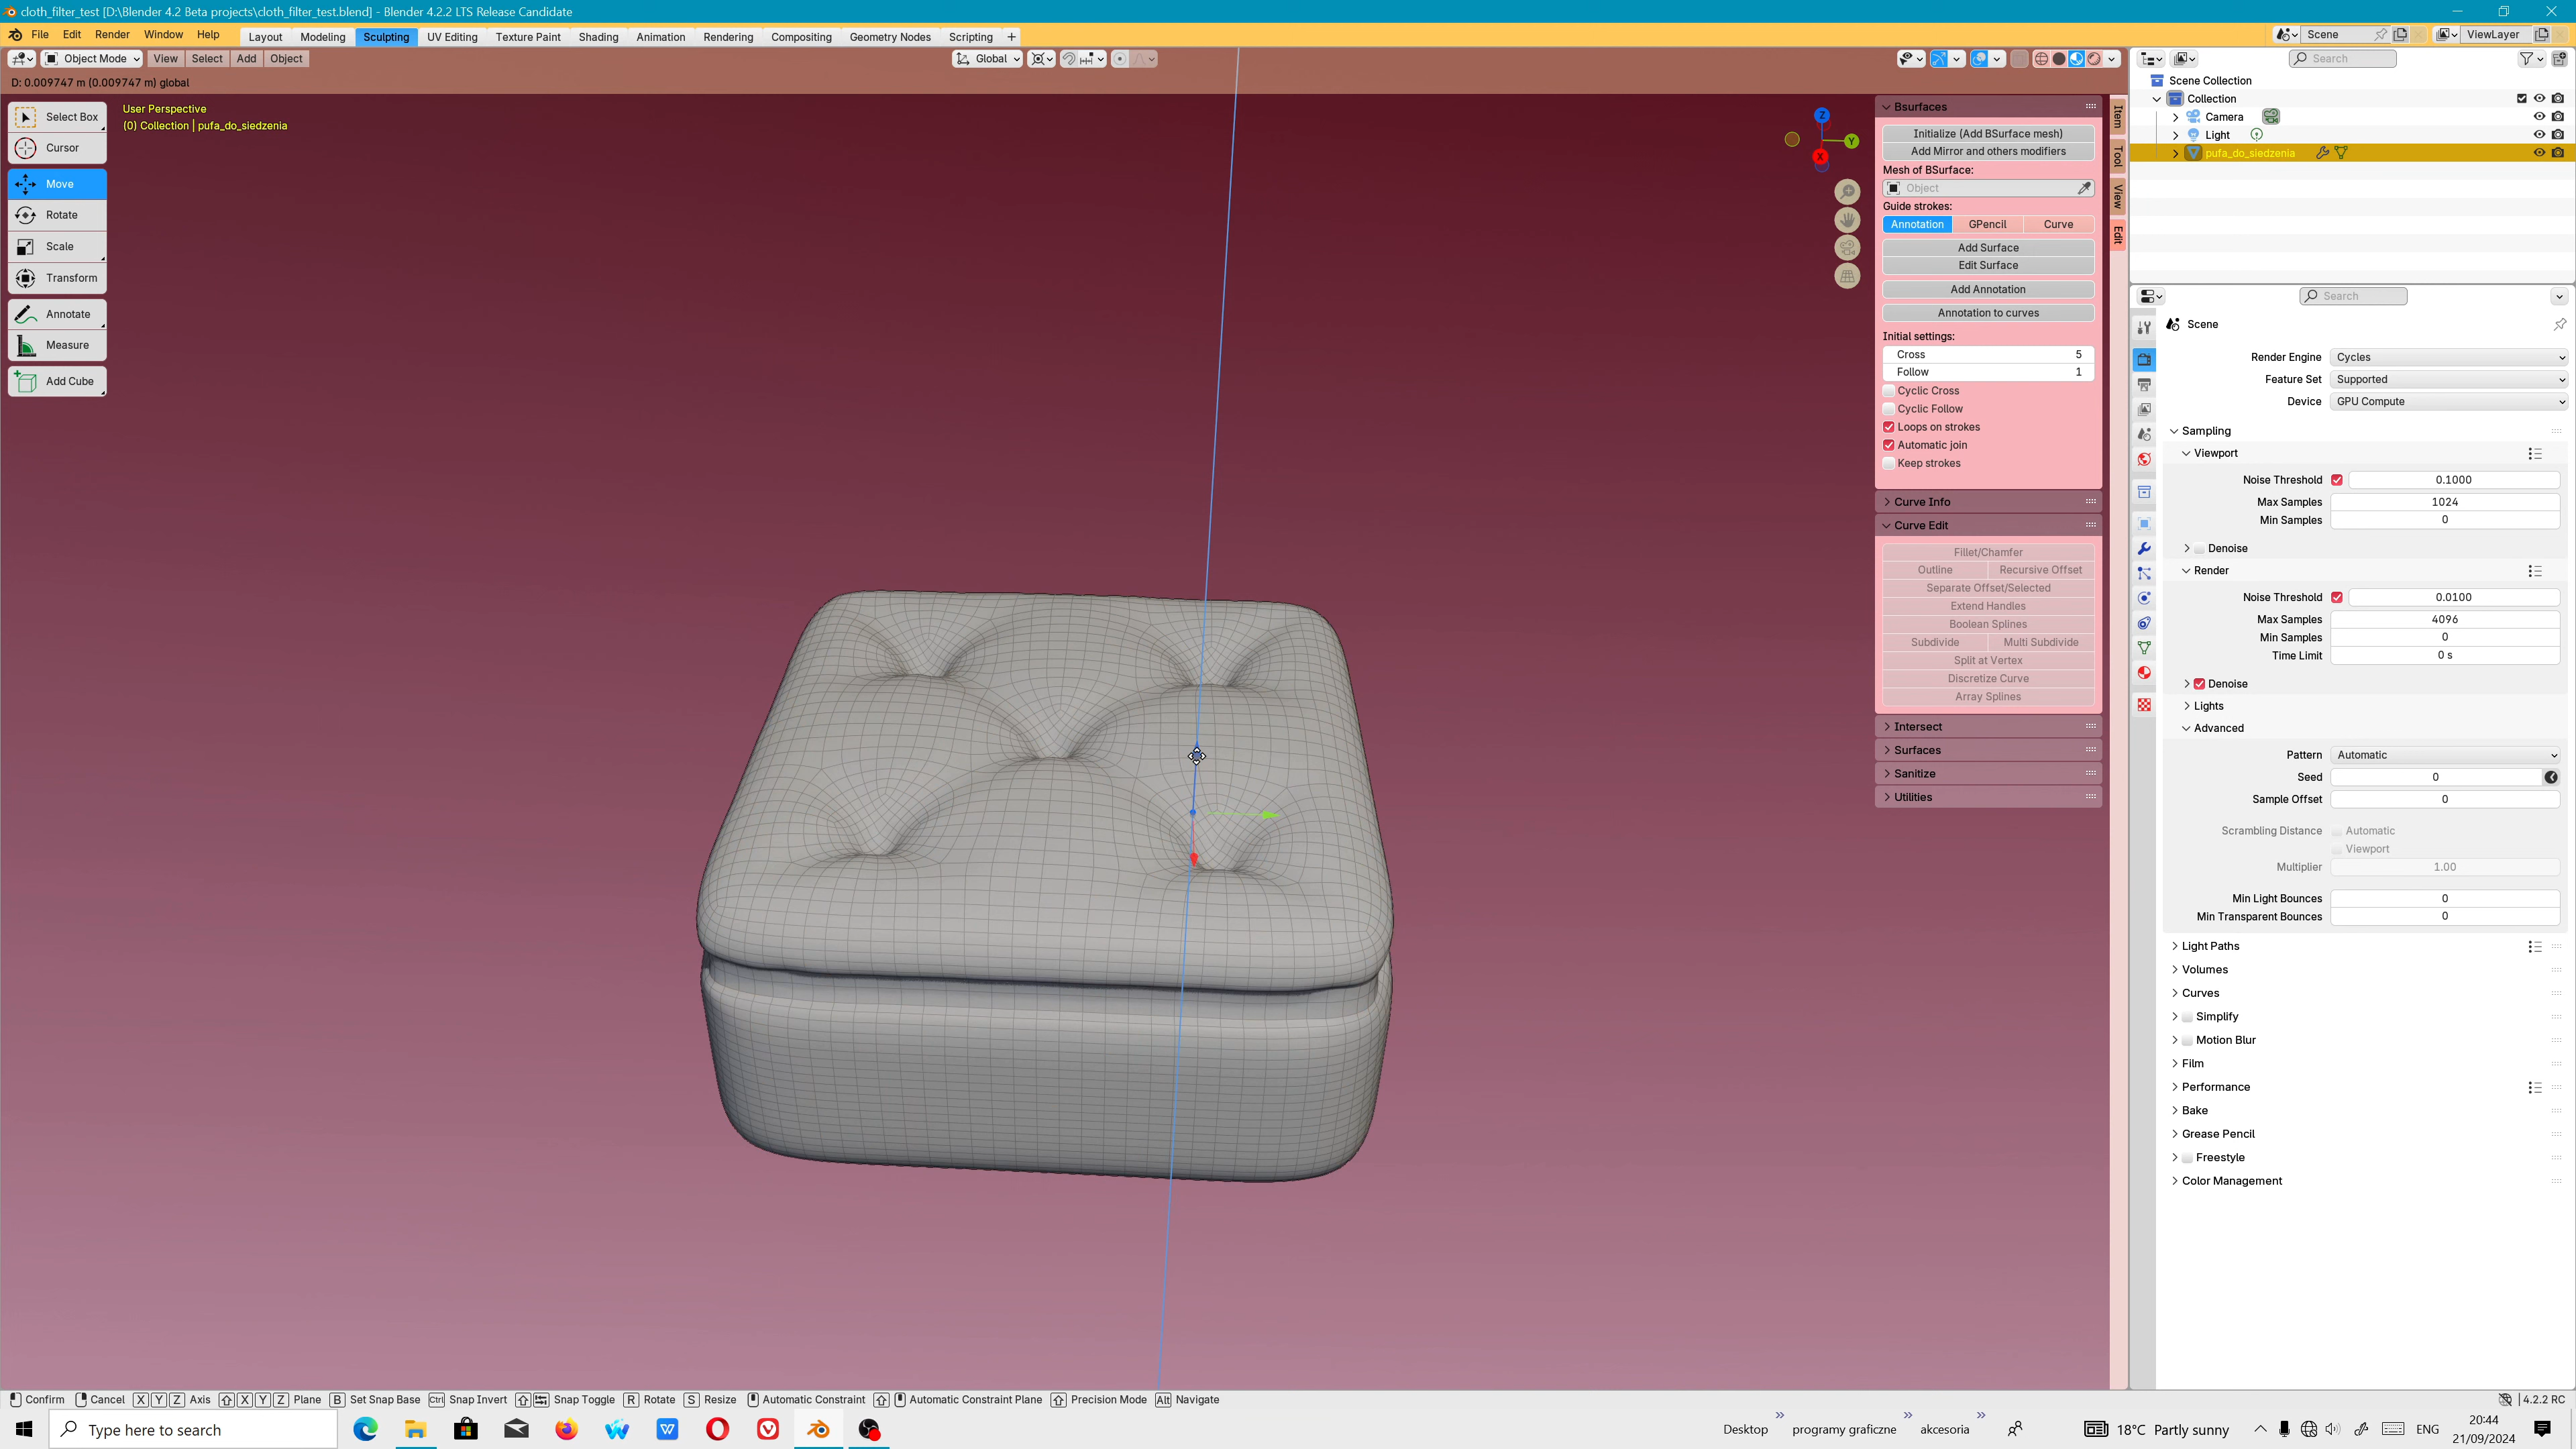 cloth_filter_test [D:\Blender 4.2 Beta projects\cloth_filter_test.blend] - Blender 4.2.2 LTS Release Candidate
File Edit Render Window Help Layout Modeling Sculpting UV Editing Texture Paint Shading Animation Rendering Compositing Geometry Nodes Scripting +
Scene
ViewLayer
Object Mode View Select Add Object
Global
D: 0.009747 m (0.009747 m) global
User Perspective
(0) Collection | pufa_do_siedzenia
Select Box
Cursor
Move
Rotate
Scale
Transform
Annotate
Measure
Add Cube
Z
Y
X
Bsurfaces
Initialize (Add BSurface mesh)
Add Mirror and others modifiers
Mesh of BSurface:
Object
Guide strokes:
Annotation GPencil Curve
Add Surface
Edit Surface
Add Annotation
Annotation to curves
Initial settings:
Cross 5
Follow 1
Cyclic Cross
Cyclic Follow
Loops on strokes
Automatic join
Keep strokes
Curve Info
Curve Edit
Fillet/Chamfer
Outline Recursive Offset
Separate Offset/Selected
Extend Handles
Boolean Splines
Subdivide Multi Subdivide
Split at Vertex
Discretize Curve
Array Splines
Intersect
Surfaces
Sanitize
Utilities
Item
Tool
View
Edit
Search
Scene Collection
Collection
Camera
Light
pufa_do_siedzenia
Search
Scene
Render Engine Cycles
Feature Set Supported
Device GPU Compute
Sampling
Viewport
Noise Threshold 0.1000
Max Samples 1024
Min Samples 0
Denoise
Render
Noise Threshold 0.0100
Max Samples 4096
Min Samples 0
Time Limit 0 s
Denoise
Lights
Advanced
Pattern Automatic
Seed 0
Sample Offset 0
Scrambling Distance Automatic
Viewport
Multiplier 1.00
Min Light Bounces 0
Min Transparent Bounces 0
Light Paths
Volumes
Curves
Simplify
Motion Blur
Film
Performance
Bake
Grease Pencil
Freestyle
Color Management
Confirm Cancel X Y Z Axis X Y Z Plane B Set Snap Base Ctrl Snap Invert Snap Toggle R Rotate S Resize Automatic Constraint Automatic Constraint Plane Precision Mode Alt Navigate
4.2.2 RC
Type here to search
Desktop » programy graficzne » akcesoria »
18°C Partly sunny
ENG
20:44
21/09/2024